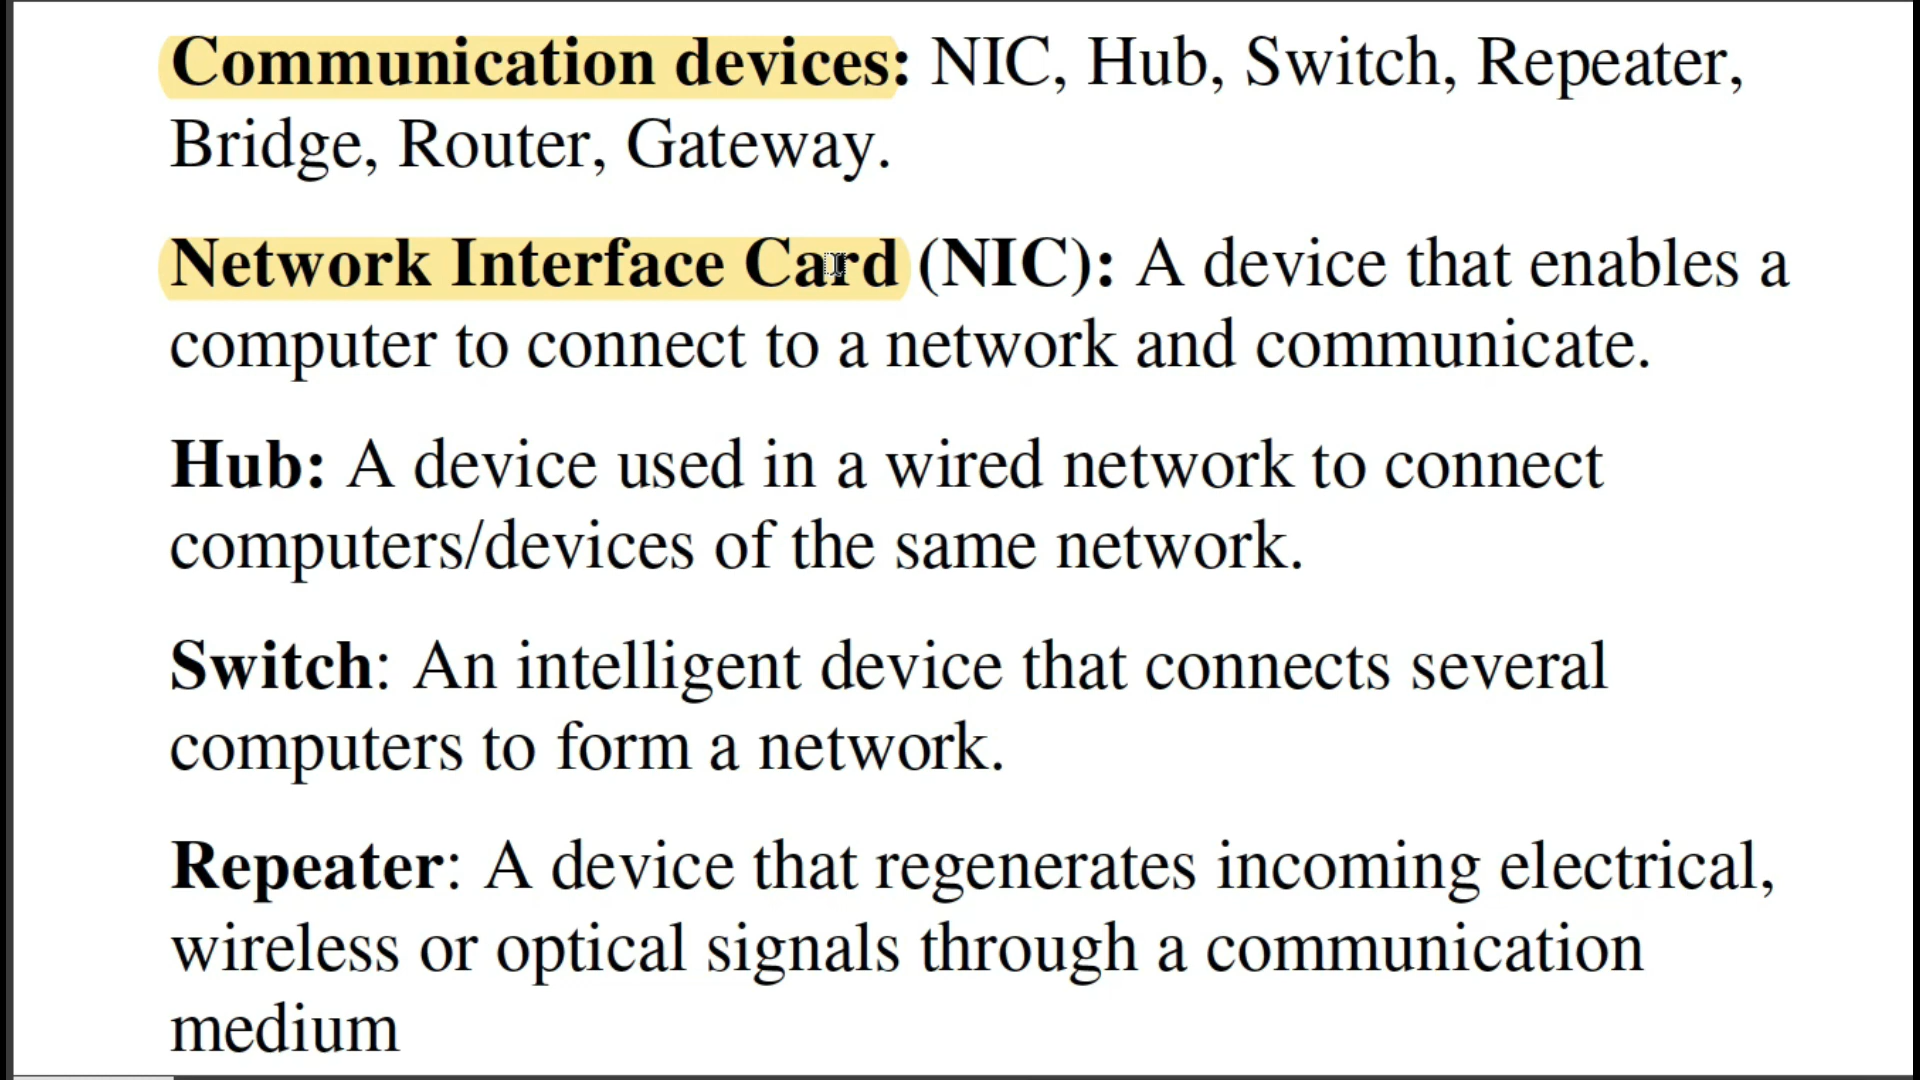 Communication devices: NIC, Hub, Switch, Repeater,
Bridge, Router, Gateway.
Network Interface Card (NIC): A device that enables a
computer to connect to a network and communicate.
Hub: A device used in a wired network to connect
computers/devices of the same network.
Switch: An intelligent device that connects several
computers to form a network.
Repeater: A device that regenerates incoming electrical,
wireless or optical signals through a communication
medium